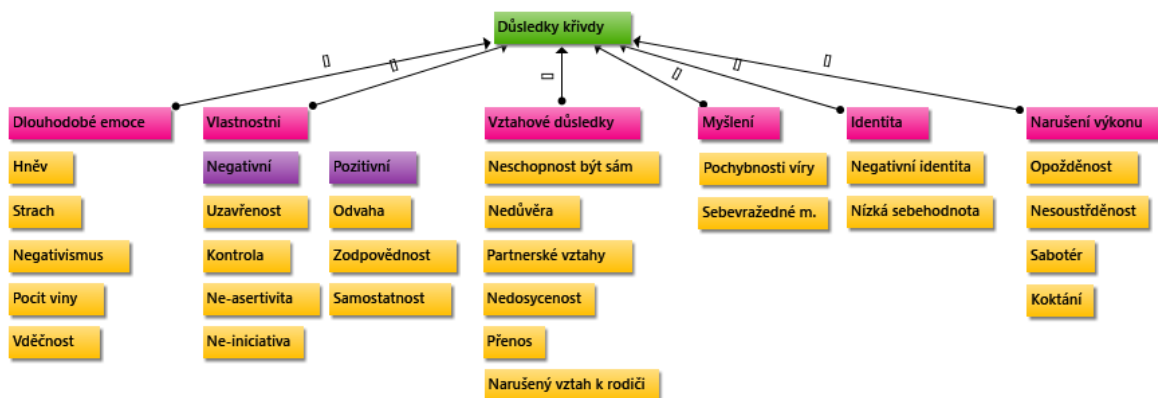 Důsledky křivdy
Dlouhodobé emoce
Hněv
Strach
Negativismus
Pocit viny
Vděčnost
Vlastnostni
Negativní
Uzavřenost
Kontrola
Ne-asertivita
Ne-iniciativa
Pozitivní
Odvaha
Zodpovědnost
Samostatnost
Vztahové důsledky
Neschopnost být sám
Nedůvěra
Partnerské vztahy
Nedosycenost
Přenos
Narušený vztah k rodiči
Myšlení
Pochybnosti víry
Sebevražedné m.
Identita
Negativní identita
Nízká sebehodnota
Narušení výkonu
Opožděnost
Nesoustřděnost
Sabotér
Koktání